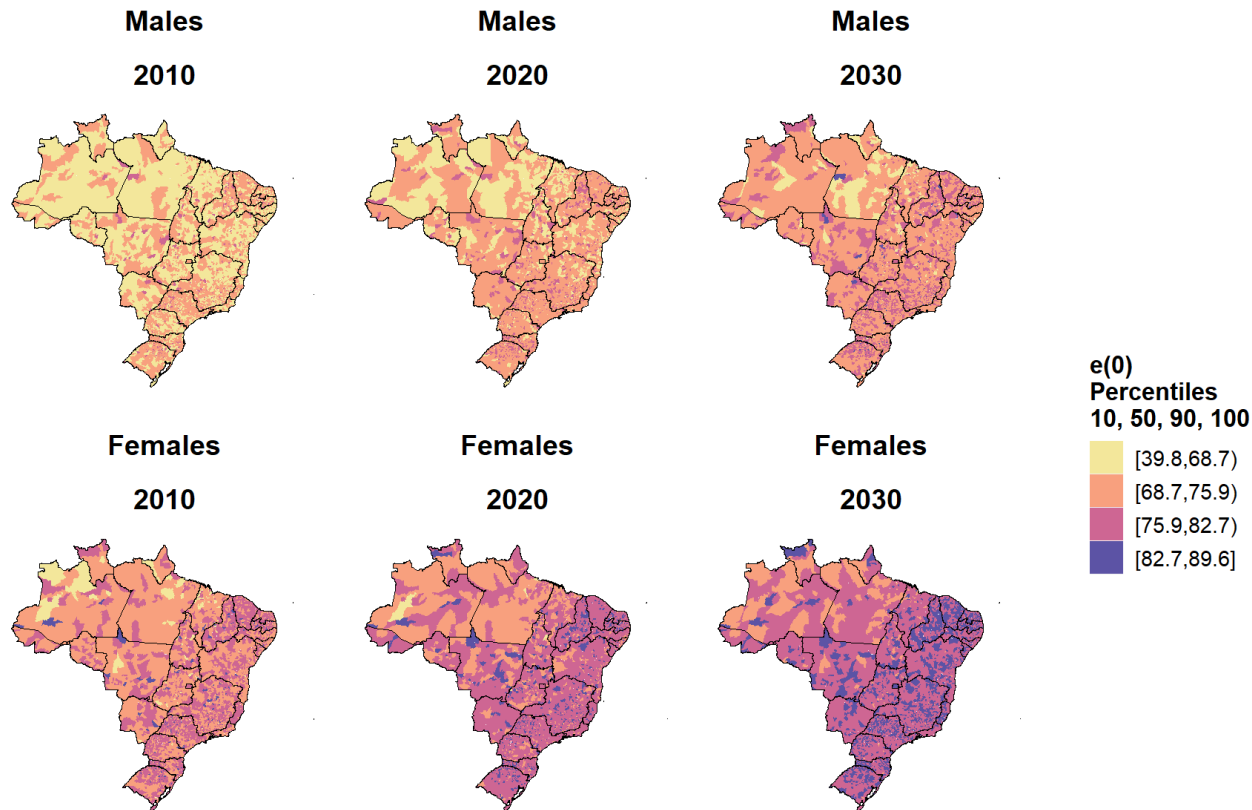 Males
2010
Males
2020
Males
2030
Females
2010
Females
2020
Females
2030
e(0)
Percentiles
10, 50, 90, 100
[39.8,68.7)
[68.7,75.9)
[75.9,82.7)
[82.7,89.6]